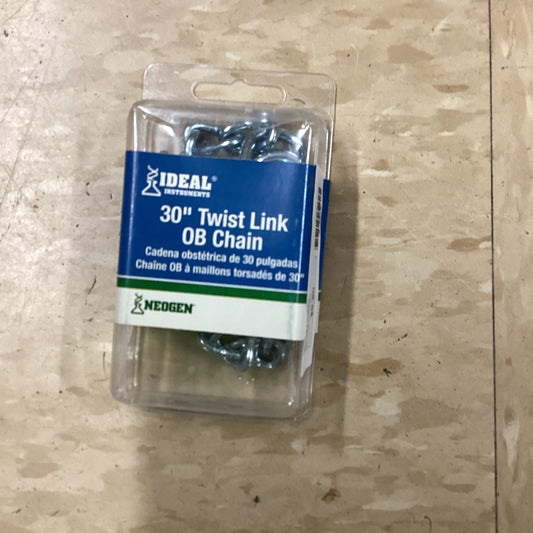 IDEAL®
INSTRUMENTS
30" Twist Link
OB Chain
Cadena obstétrica de 30 pulgadas
Chaîne OB à maillons torsadés de 30"
NEOGEN